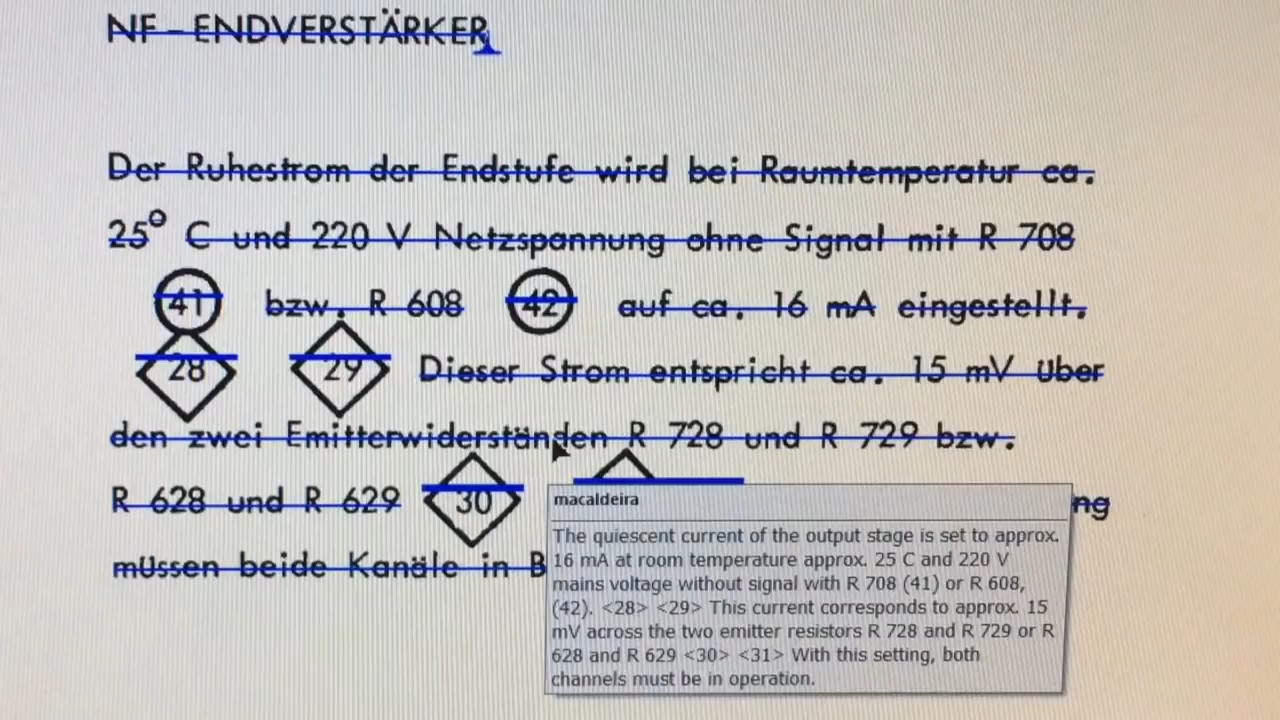 NF - ENDVERSTÄRKER
Der Ruhestrom der Endstufe wird bei Raumtemperatur ca.
25° C und 220 V Netzspannung ohne Signal mit R 708
41 bzw. R 608 42 auf ca. 16 mA eingestellt.
28 29 Dieser Strom entspricht ca. 15 mV über
den zwei Emitterwiderständen R 728 und R 729 bzw.
R 628 und R 629 30
müssen beide Kanäle in B
macaldeira
The quiescent current of the output stage is set to approx.
16 mA at room temperature approx. 25 C and 220 V
mains voltage without signal with R 708 (41) or R 608,
(42). <28> <29> This current corresponds to approx. 15
mV across the two emitter resistors R 728 and R 729 or R
628 and R 629 <30> <31> With this setting, both
channels must be in operation.